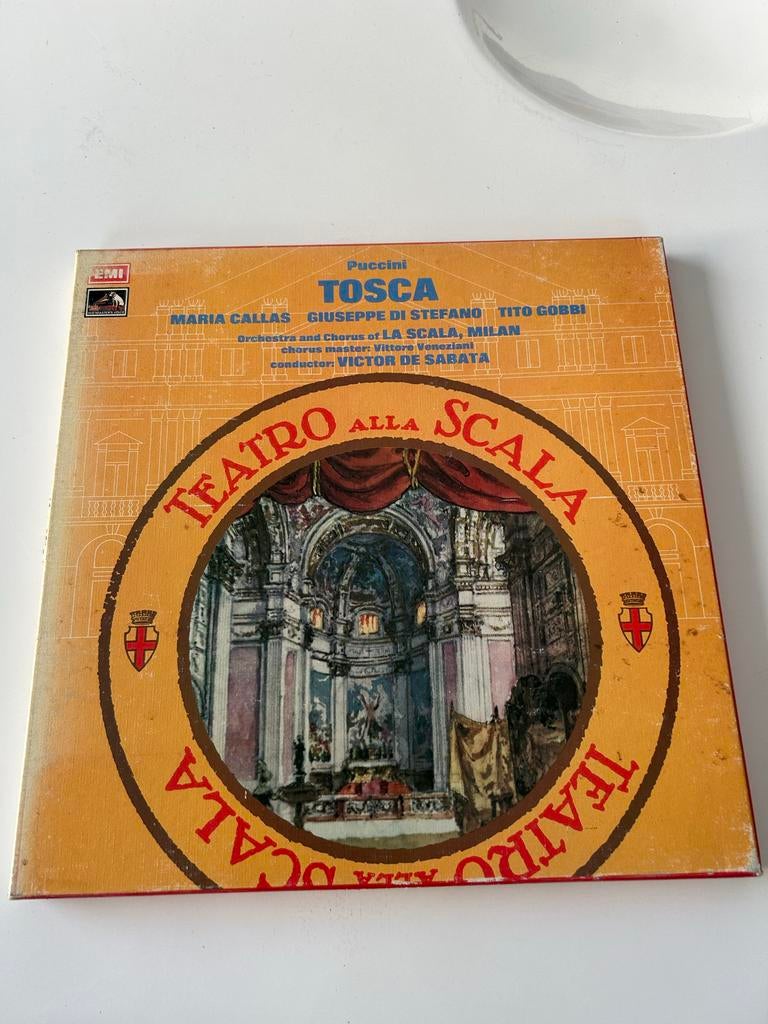 EMI
Puccini
TOSCA
MARIA CALLAS GIUSEPPE DI STEFANO TITO GOBBI
Orchestra and Chorus of LA SCALA, MILAN
chorus master: Vittore Veneziani
conductor: VICTOR DE SABATA
TEATRO ALLA SCALA
TEATRO ALLA SCALA